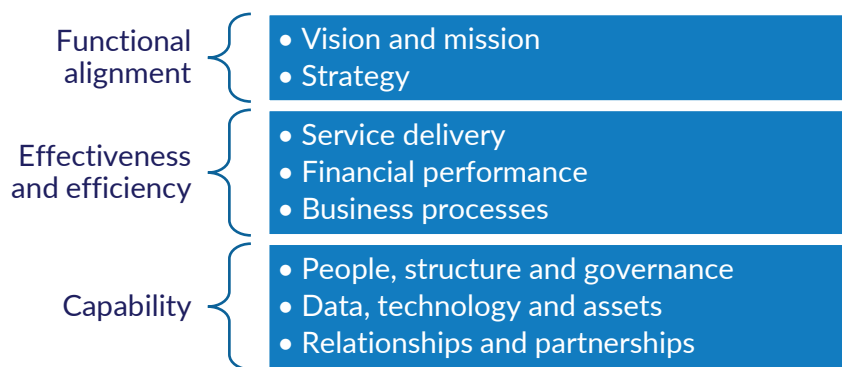 Functional
alignment
• Vision and mission
• Strategy
Effectiveness
and efficiency
• Service delivery
• Financial performance
• Business processes
Capability
• People, structure and governance
• Data, technology and assets
• Relationships and partnerships